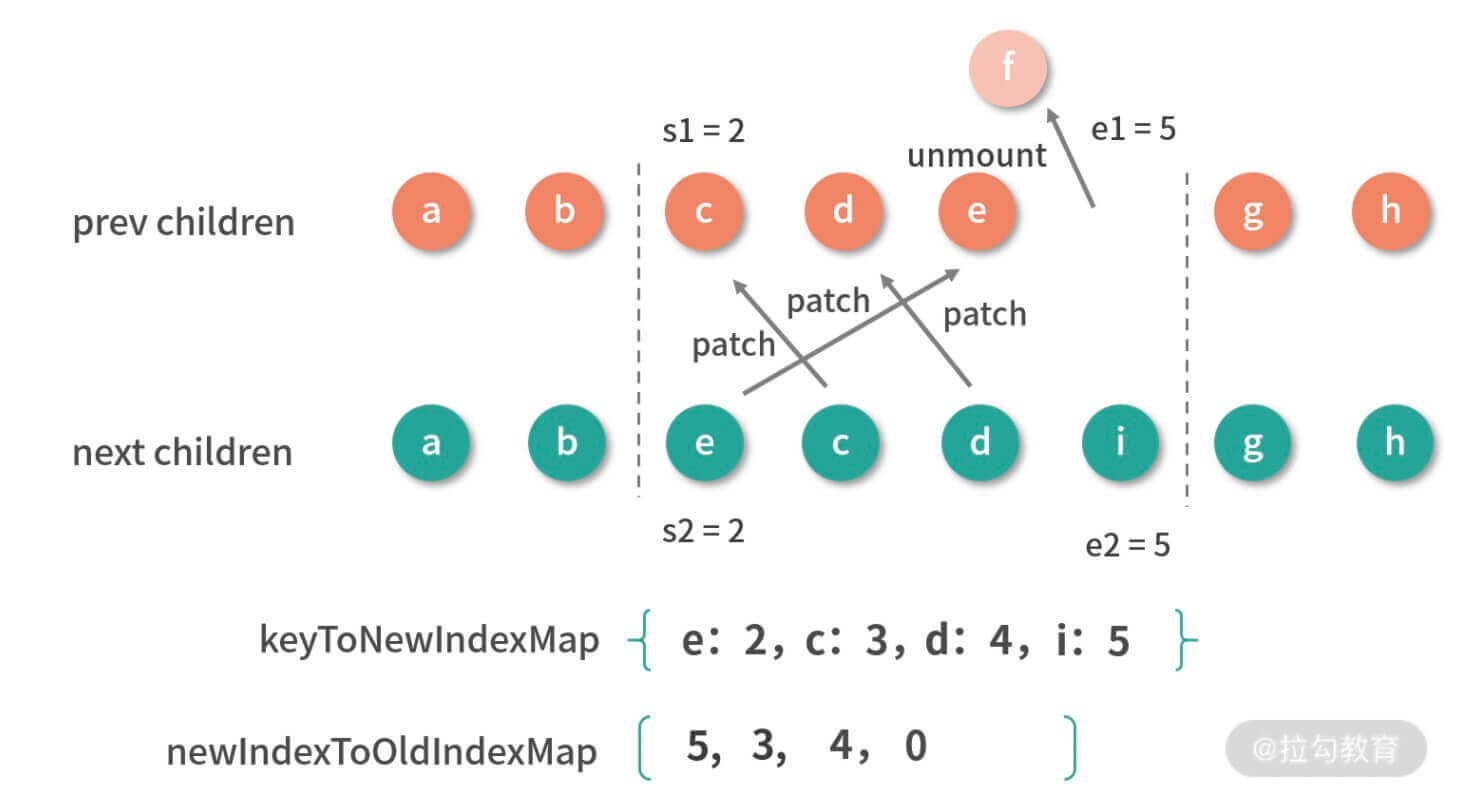 f
s1 = 2
e1 = 5
unmount
prev children a b c d e g h
patch
patch
patch
next children a b e c d i g h
s2 = 2
e2 = 5
keyToNewIndexMap { e: 2, c: 3, d: 4, i: 5 }
newIndexToOldIndexMap [ 5, 3, 4, 0 ]
@拉勾教育